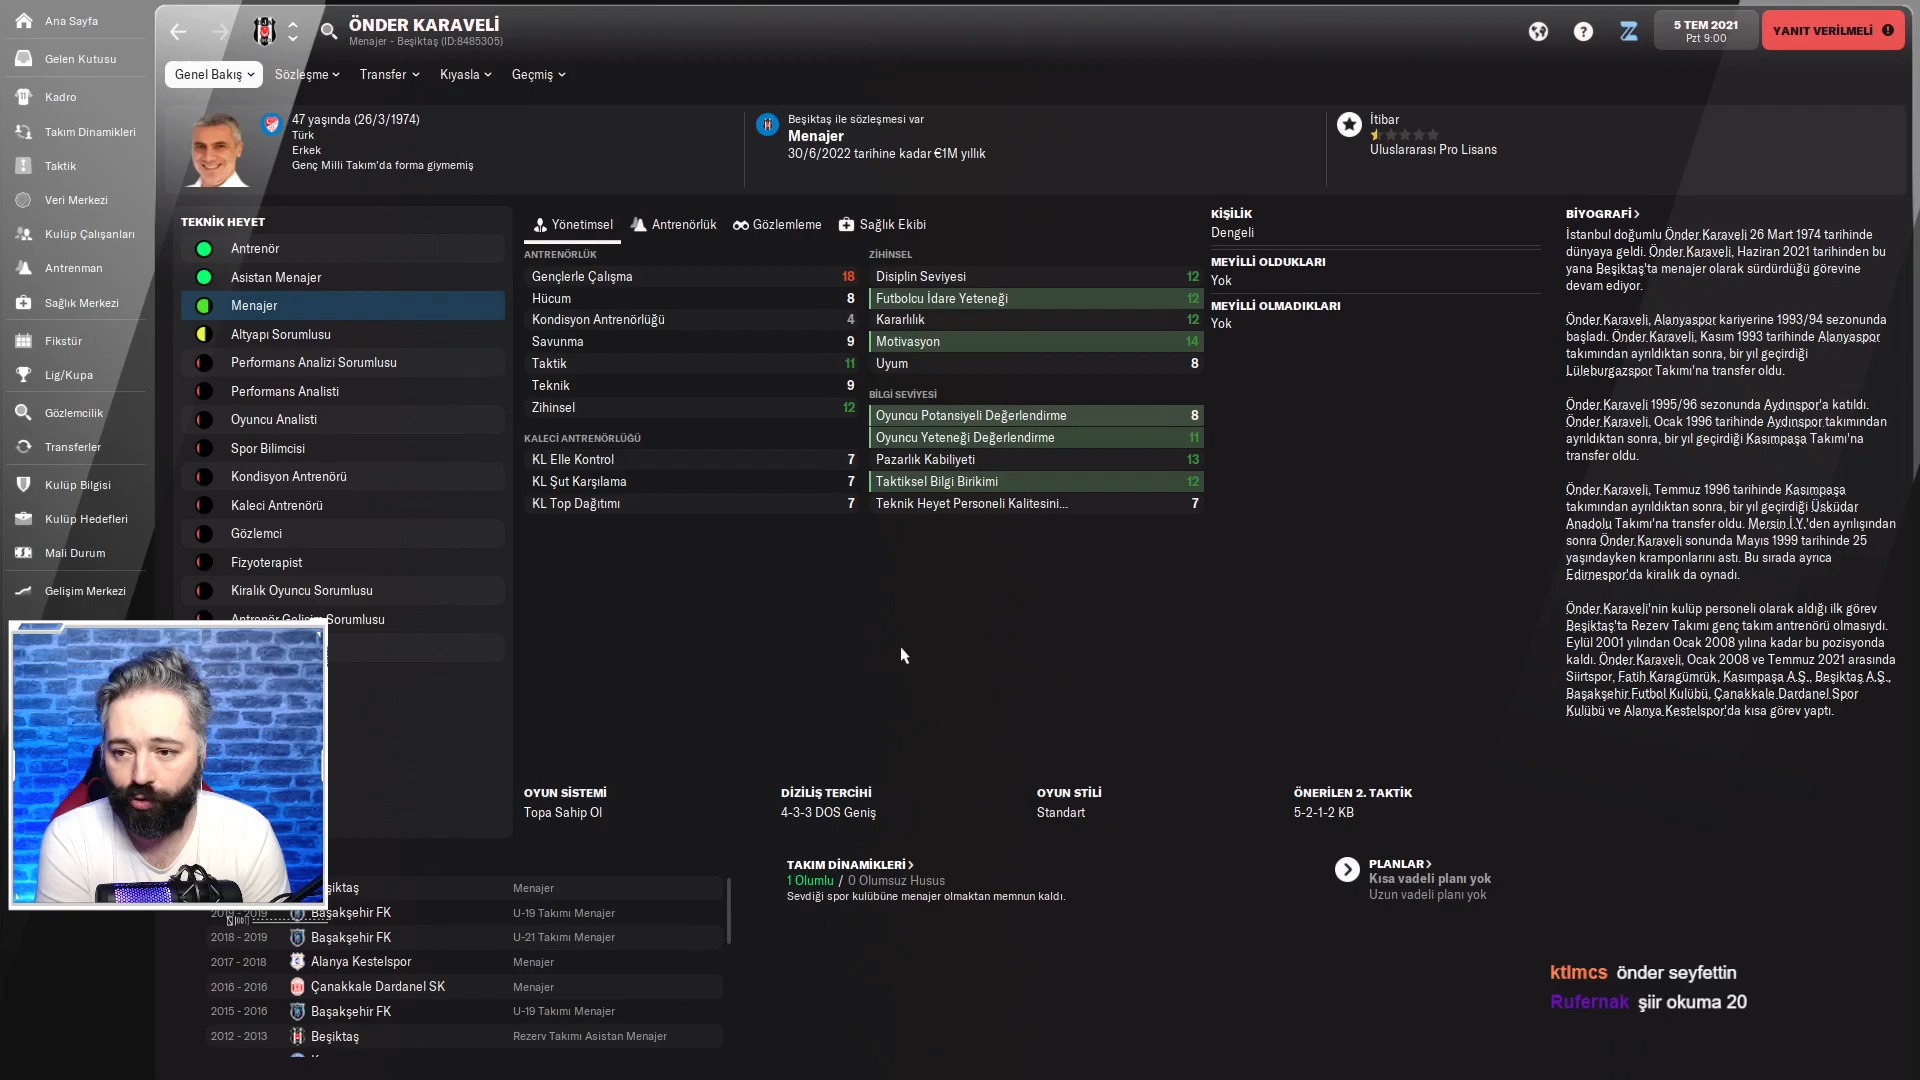 Ana Sayfa
Gelen Kutusu
Kadro
Takım Dinamikleri
Taktik
Veri Merkezi
Kulüp Çalışanları
Antrenman
Sağlık Merkezi
Fikstür
Lig/Kupa
Gözlemcilik
Transferler
Kulüp Bilgisi
Kulüp Hedefleri
Mali Durum
Gelişim Merkezi
ÖNDER KARAVELİ
Menajer - Beşiktaş (ID:8485305)
5 TEM 2021
Pzt 9:00
YANIT VERİLMELİ
Genel Bakış
Sözleşme
Transfer
Kıyasla
Geçmiş
47 yaşında (26/3/1974)
Türk
Erkek
Genç Milli Takım'da forma giymemiş
Beşiktaş ile sözleşmesi var
Menajer
30/6/2022 tarihine kadar €1M yıllık
İtibar
Uluslararası Pro Lisans
TEKNİK HEYET
Antrenör
Asistan Menajer
Menajer
Altyapı Sorumlusu
Performans Analizi Sorumlusu
Performans Analisti
Oyuncu Analisti
Spor Bilimcisi
Kondisyon Antrenörü
Kaleci Antrenörü
Gözlemci
Fizyoterapist
Kiralık Oyuncu Sorumlusu
Antrenör Gelişim Sorumlusu
Yönetimsel
Antrenörlük
Gözlemleme
Sağlık Ekibi
ANTRENÖRLÜK
Gençlerle Çalışma 18
Hücum 8
Kondisyon Antrenörlüğü 4
Savunma 9
Taktik 11
Teknik 9
Zihinsel 12
KALECİ ANTRENÖRLÜĞÜ
KL Elle Kontrol 7
KL Şut Karşılama 7
KL Top Dağıtımı 7
ZİHİNSEL
Disiplin Seviyesi 12
Futbolcu İdare Yeteneği 12
Kararlılık 12
Motivasyon 14
Uyum 8
BİLGİ SEVİYESİ
Oyuncu Potansiyeli Değerlendirme 8
Oyuncu Yeteneği Değerlendirme 11
Pazarlık Kabiliyeti 13
Taktiksel Bilgi Birikimi 12
Teknik Heyet Personeli Kalitesini... 7
KİŞİLİK
Dengeli
MEYİLLİ OLDUKLARI
Yok
MEYİLLİ OLMADIKLARI
Yok
BİYOGRAFİ
İstanbul doğumlu Önder Karaveli 26 Mart 1974 tarihinde
dünyaya geldi. Önder Karaveli, Haziran 2021 tarihinden bu
yana Beşiktaş'ta menajer olarak sürdürdüğü görevine
devam ediyor.
Önder Karaveli, Alanyaspor kariyerine 1993/94 sezonunda
başladı. Önder Karaveli, Kasım 1993 tarihinde Alanyaspor
takımından ayrıldıktan sonra, bir yıl geçirdiği
Lüleburgazspor Takımı'na transfer oldu.
Önder Karaveli 1995/96 sezonunda Aydınspor'a katıldı.
Önder Karaveli, Ocak 1996 tarihinde Aydınspor takımından
ayrıldıktan sonra, bir yıl geçirdiği Kasımpaşa Takımı'na
transfer oldu.
Önder Karaveli, Temmuz 1996 tarihinde Kasımpaşa
takımından ayrıldıktan sonra, bir yıl geçirdiği Üsküdar
Anadolu Takımı'na transfer oldu. Mersin İ.Y.'den ayrılışından
sonra Önder Karaveli sonunda Mayıs 1999 tarihinde 25
yaşındayken kramponlarını astı. Bu sırada ayrıca
Edirnespor'da kiralık da oynadı.
Önder Karaveli'nin kulüp personeli olarak aldığı ilk görev
Beşiktaş'ta Rezerv Takımı genç takım antrenörü olmasıydı.
Eylül 2001 yılından Ocak 2008 yılına kadar bu pozisyonda
kaldı. Önder Karaveli, Ocak 2008 ve Temmuz 2021 arasında
Siirtspor, Fatih Karagümrük, Kasımpaşa A.Ş., Beşiktaş A.Ş.,
Başakşehir Futbol Kulübü, Çanakkale Dardanel Spor
Kulübü ve Alanya Kestelspor'da kısa görev yaptı.
OYUN SİSTEMİ
Topa Sahip Ol
DİZİLİŞ TERCİHİ
4-3-3 DOS Geniş
OYUN STİLİ
Standart
ÖNERİLEN 2. TAKTİK
5-2-1-2 KB
şiktaş Menajer
2019 - 2019 Başakşehir FK U-19 Takımı Menajer
2018 - 2019 Başakşehir FK U-21 Takımı Menajer
2017 - 2018 Alanya Kestelspor Menajer
2016 - 2016 Çanakkale Dardanel SK Menajer
2015 - 2016 Başakşehir FK U-19 Takımı Menajer
2012 - 2013 Beşiktaş Rezerv Takımı Asistan Menajer
TAKIM DİNAMİKLERİ
1 Olumlu / 0 Olumsuz Husus
Sevdiği spor kulübüne menajer olmaktan memnun kaldı.
PLANLAR
Kısa vadeli planı yok
Uzun vadeli planı yok
ktlmcs önder seyfettin
Rufernak şiir okuma 20